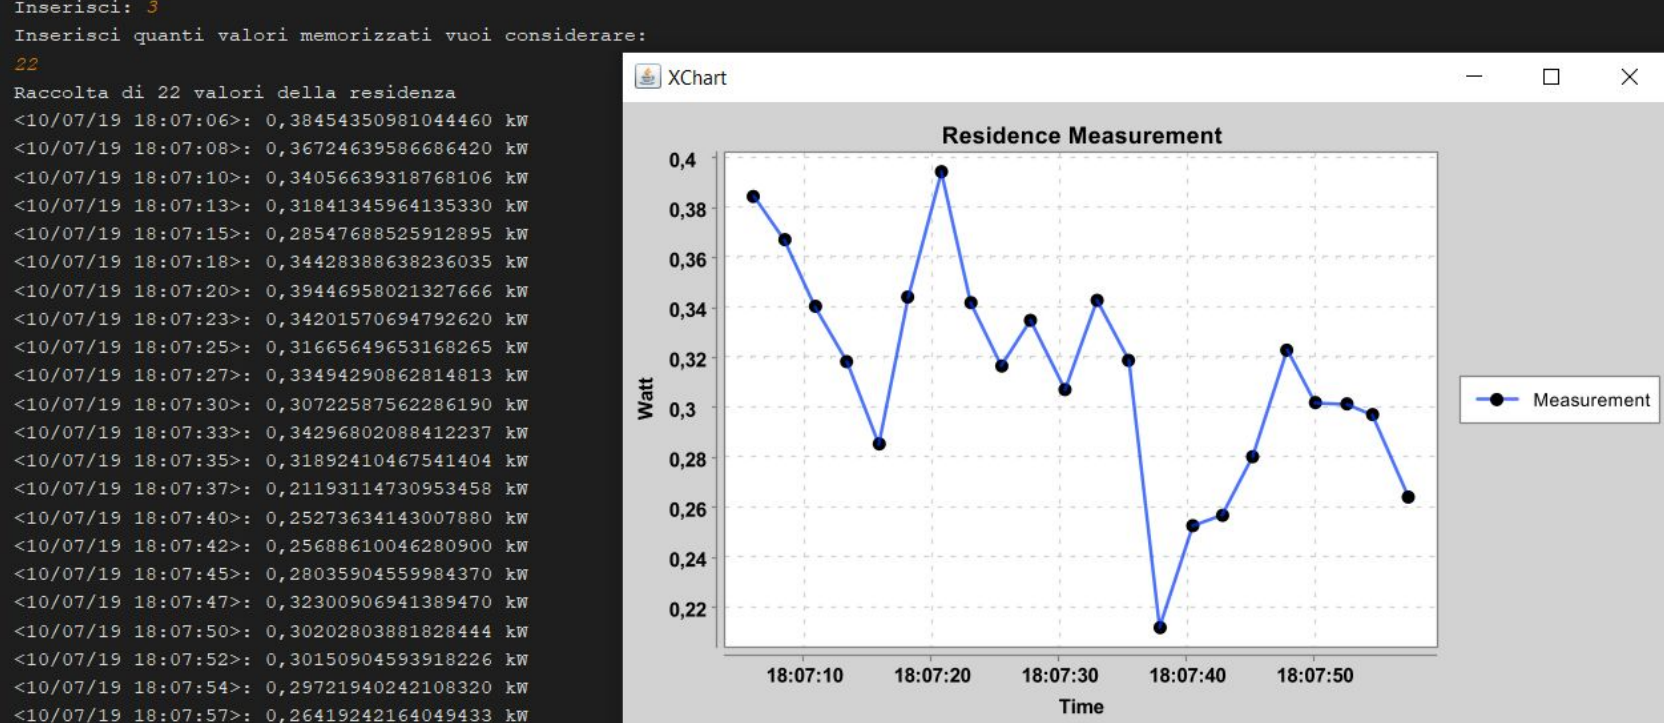 Inserisci: 3
Inserisci quanti valori memorizzati vuoi considerare:
22
Raccolta di 22 valori della residenza
<10/07/19 18:07:06>: 0,38454350981044460 kW
<10/07/19 18:07:08>: 0,36724639586686420 kW
<10/07/19 18:07:10>: 0,34056639318768106 kW
<10/07/19 18:07:13>: 0,31841345964135330 kW
<10/07/19 18:07:15>: 0,28547688525912895 kW
<10/07/19 18:07:18>: 0,34428388638236035 kW
<10/07/19 18:07:20>: 0,39446958021327666 kW
<10/07/19 18:07:23>: 0,34201570694792620 kW
<10/07/19 18:07:25>: 0,31665649653168265 kW
<10/07/19 18:07:27>: 0,33494290862814813 kW
<10/07/19 18:07:30>: 0,30722587562286190 kW
<10/07/19 18:07:33>: 0,34296802088412237 kW
<10/07/19 18:07:35>: 0,31892410467541404 kW
<10/07/19 18:07:37>: 0,21193114730953458 kW
<10/07/19 18:07:40>: 0,25273634143007880 kW
<10/07/19 18:07:42>: 0,25688610046280900 kW
<10/07/19 18:07:45>: 0,28035904559984370 kW
<10/07/19 18:07:47>: 0,32300906941389470 kW
<10/07/19 18:07:50>: 0,30202803881828444 kW
<10/07/19 18:07:52>: 0,30150904593918226 kW
<10/07/19 18:07:54>: 0,29721940242108320 kW
<10/07/19 18:07:57>: 0,26419242164049433 kW
XChart
Residence Measurement
0,4
0,38
0,36
0,34
0,32
0,3
0,28
0,26
0,24
0,22
Watt
18:07:10 18:07:20 18:07:30 18:07:40 18:07:50
Time
Measurement